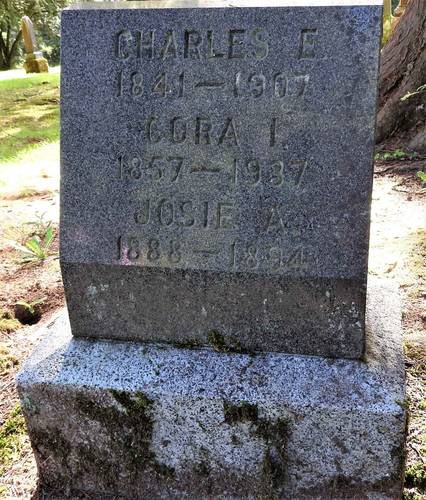 CHARLES E.
1841—1907
CORA I.
1857—1937
JOSIE A.
1888—1894